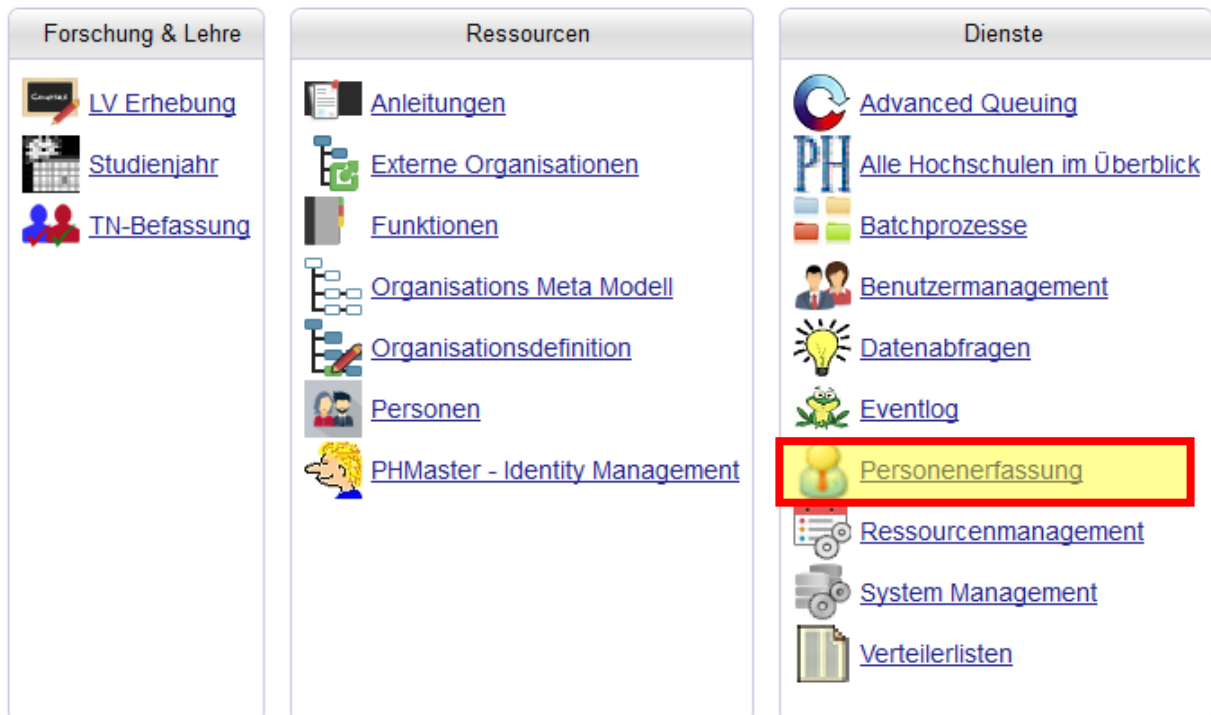 Forschung & Lehre
LV Erhebung
Studienjahr
TN-Befassung
Ressourcen
Anleitungen
Externe Organisationen
Funktionen
Organisations Meta Modell
Organisationsdefinition
Personen
PHMaster - Identity Management
Dienste
Advanced Queuing
PH
Alle Hochschulen im Überblick
Batchprozesse
Benutzermanagement
Datenabfragen
Eventlog
Personenerfassung
Ressourcenmanagement
System Management
Verteilerlisten